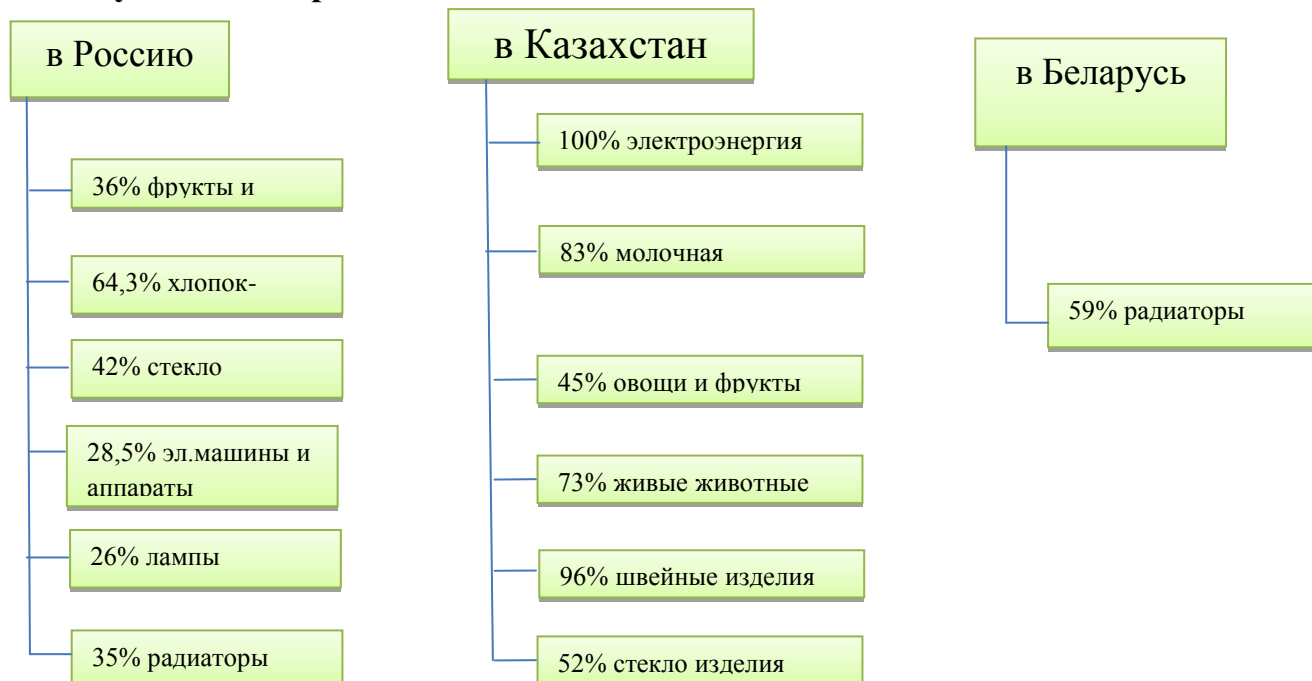 в Россию
36% фрукты и
64,3% хлопок-
42% стекло
28,5% эл.машины и
аппараты
26% лампы
35% радиаторы
в Казахстан
100% электроэнергия
83% молочная
45% овощи и фрукты
73% живые животные
96% швейные изделия
52% стекло изделия
в Беларусь
59% радиаторы